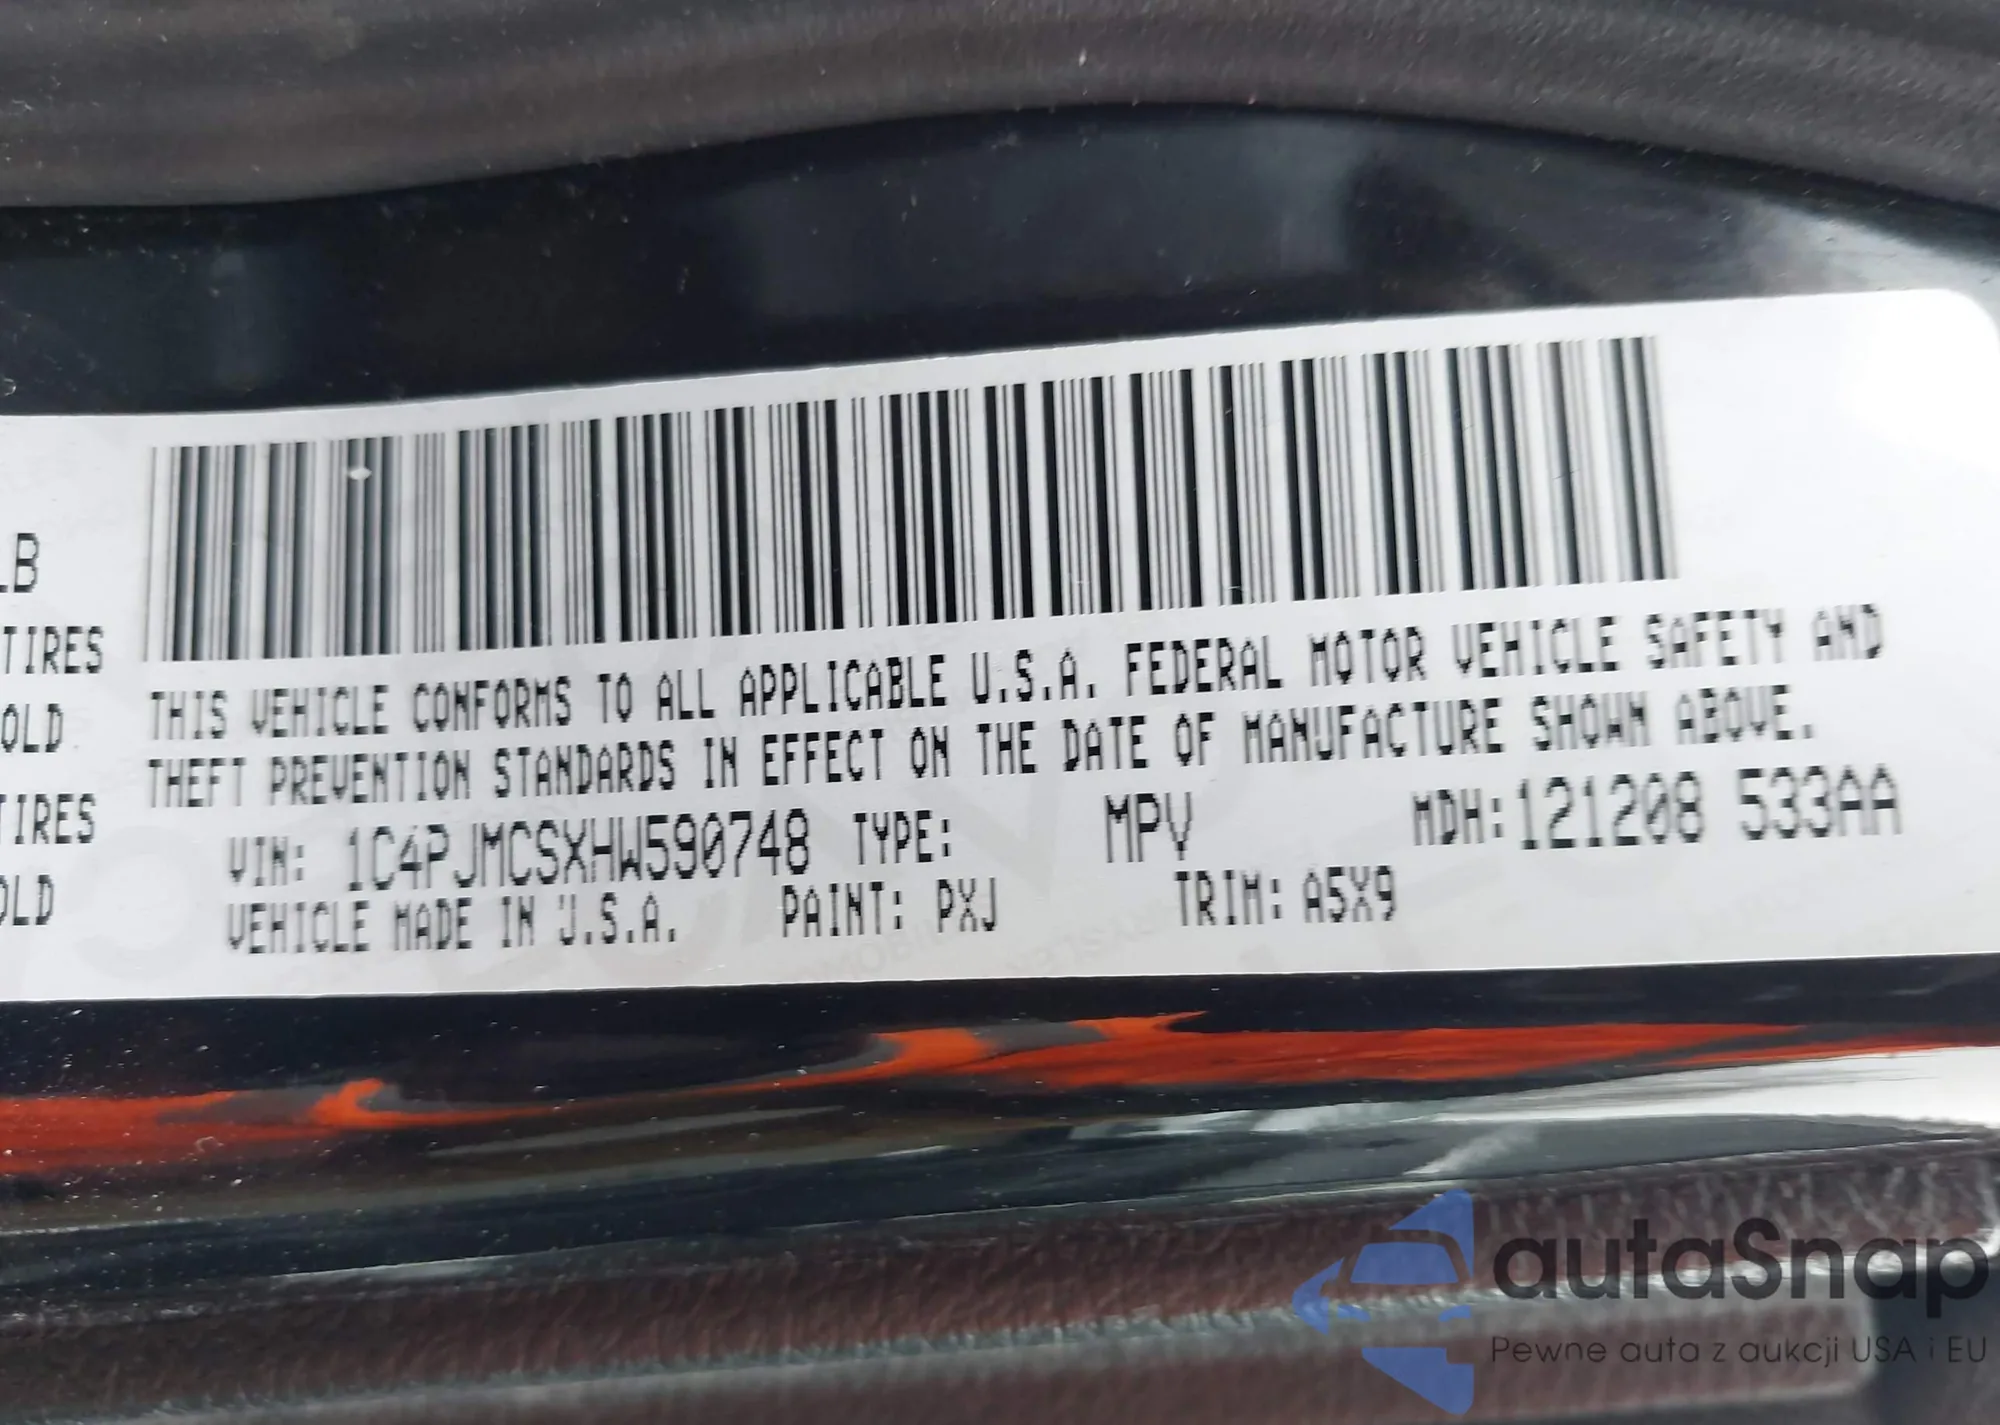 LB
TIRES
OLD
TIRES
OLD
THIS VEHICLE CONFORMS TO ALL APPLICABLE U.S.A. FEDERAL MOTOR VEHICLE SAFETY AND
THEFT PREVENTION STANDARDS IN EFFECT ON THE DATE OF MANUFACTURE SHOWN ABOVE.
VIN: 1C4PJMCSXHW590748 TYPE: MPV MDH:121208 533AA
VEHICLE MADE IN U.S.A. PAINT: PXJ TRIM: A5X9
autaSnap
Pewne auta z aukcji USA i EU